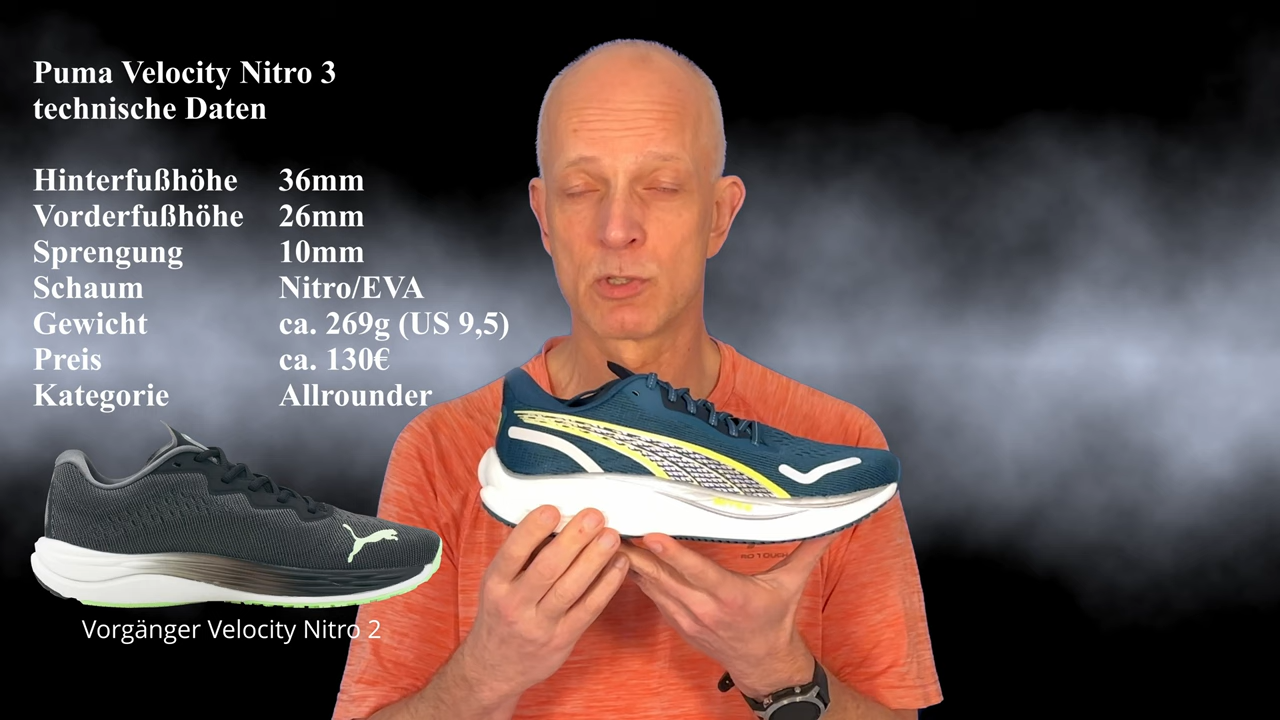 Puma Velocity Nitro 3
technische Daten
Hinterfußhöhe 36mm
Vorderfußhöhe 26mm
Sprengung 10mm
Schaum Nitro/EVA
Gewicht ca. 269g (US 9,5)
Preis ca. 130€
Kategorie Allrounder
Vorgänger Velocity Nitro 2